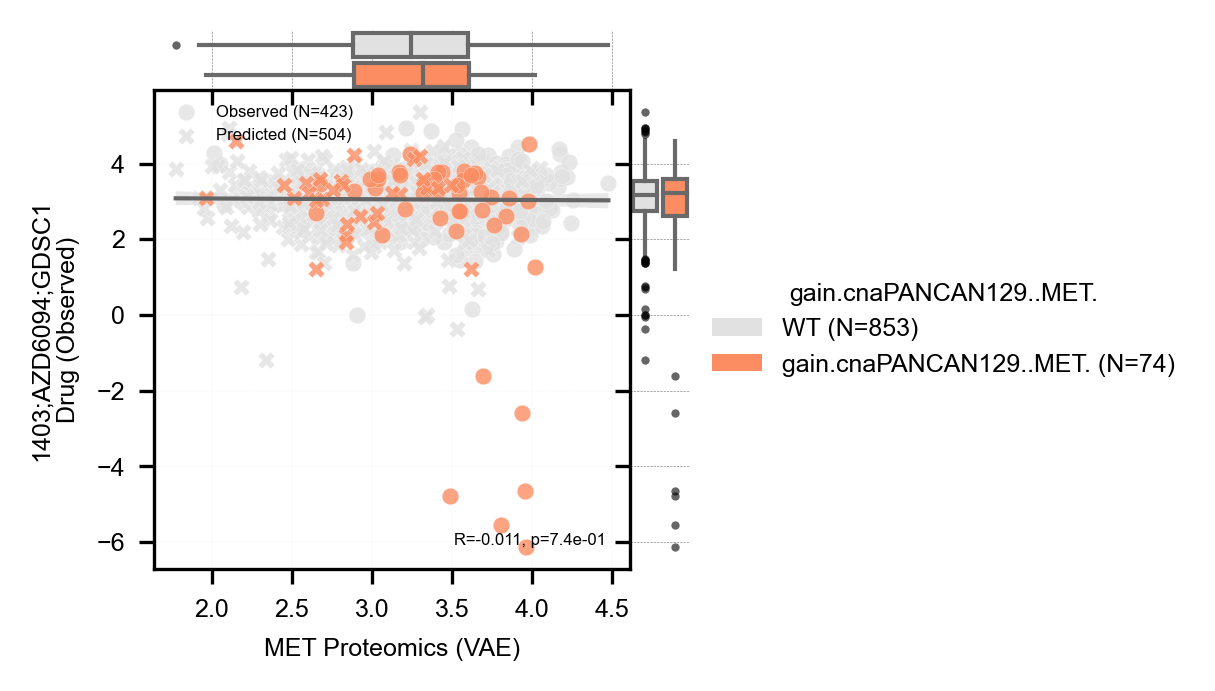 Observed (N=423)
Predicted (N=504)
4
2
0
−2
−4
−6
1403;AZD6094;GDSC1
Drug (Observed)
R=-0.011, p=7.4e-01
2.0 2.5 3.0 3.5 4.0 4.5
MET Proteomics (VAE)
gain.cnaPANCAN129..MET.
WT (N=853)
gain.cnaPANCAN129..MET. (N=74)